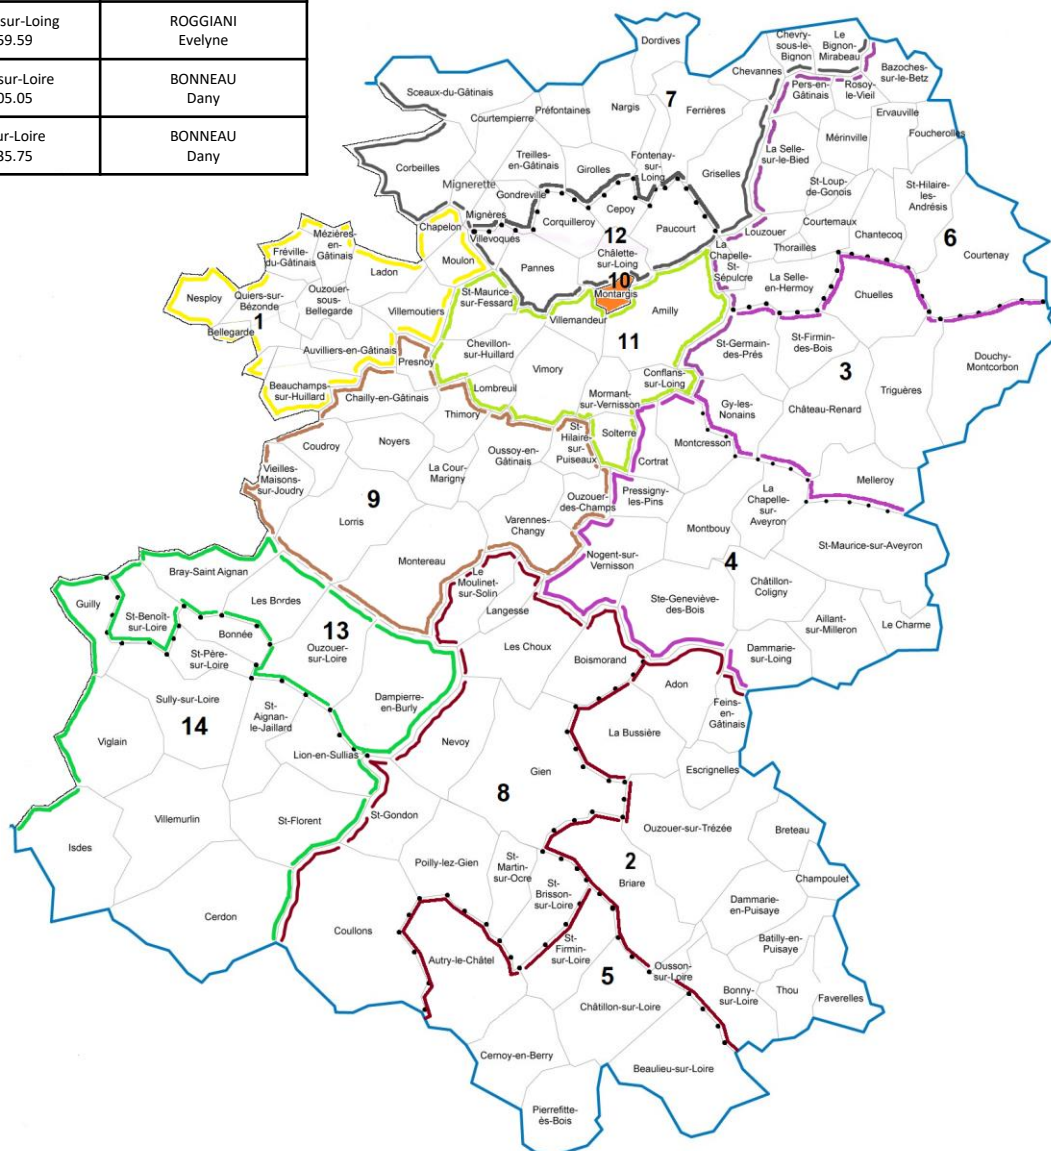 sur-Loing
59.59
ROGGIANI
Evelyne
sur-Loire
05.05
BONNEAU
Dany
ur-Loire
35.75
BONNEAU
Dany
Dordives
Chevry-
sous-le-
Bignon
Le
Bignon-
Mirabeau
Bazoches-
sur-le-Betz
Chevannes
Pers-en-
Gâtinais
Rosoy-
le-Vieil
Sceaux-du-Gâtinais
Courtempierre
Préfontaines
Nargis
7
Ferrières
Ervauville
Foucherolles
Mérinville
La Selle-
sur-le-Bied
Corbeilles
Treilles-
en-Gâtinais
Girolles
Fontenay-
sur-
Loing
Griselles
St-Loup-
de-Gonois
St-Hilaire-
les-
Andrésis
Mignerette
Gondreville
Mignères
Villevoques
Corquilleroy
Cepoy
Paucourt
12
Louzouer
Courtemaux
Chantecoq
6
Courtenay
Thorailles
La
Chapelle-
St-
Sépulcre
La Selle-
en-Hermoy
Chapelon
Moulon
Pannes
Châlette-
sur-Loing
10
Montargis
Mézières-
en-
Gâtinais
Fréville-
du-Gâtinais
Ladon
Nesploy
Quiers-sur-
Bézonde
Ouzouer-
sous-
Bellegarde
Bellegarde
1
Villemoutiers
St-Maurice-
sur-Fessard
Villemandeur
Amilly
11
Chuelles
St-Germain-
des-Prés
St-Firmin-
des-Bois
3
Douchy-
Montcorbon
Auvilliers-en-Gâtinais
Presnoy
Chevillon-
sur-Huillard
Vimory
Conflans-
sur-Loing
Triguères
Beauchamps-
sur-Huillard
Chailly-en-Gâtinais
Lombreuil
Thimory
Mormant-
sur-Vernisson
Solterre
Gy-les-
Nonains
Château-Renard
Montcresson
Coudroy
Noyers
St-
Hilaire-
sur-
Puiseaux
Oussoy-en-
Gâtinais
Cortrat
Vieilles-
Maisons-
sur-Joudry
La Cour-
Marigny
Melleroy
9
Lorris
Ouzouer-
des-Champs
Pressigny-
les-Pins
La
Chapelle-
sur-
Aveyron
Varennes-
Changy
Montbouy
St-Maurice-sur-Aveyron
Montereau
Nogent-sur-
Vernisson
4
Châtillon-
Coligny
Bray-Saint Aignan
Le
Moulinet-
sur-Solin
Langesse
Ste-Geneviève-
des-Bois
Aillant-
sur-Milleron
Le Charme
Guilly
St-Benoît-
sur-Loire
Les Bordes
Bonnée
13
Ouzouer-
sur-Loire
Les Choux
Boismorand
Dammarie-
sur-Loing
St-Père-
sur-Loire
Adon
Feins-
en-
Gâtinais
Sully-sur-Loire
14
St-
Aignan-
le-Jaillard
Dampierre-
en-Burly
Viglain
Lion-en-Sullias
Nevoy
La Bussière
Gien
8
Escrignelles
Isdes
Villemurlin
St-Florent
St-Gondon
Ouzouer-sur-Trézée
Breteau
Poilly-lez-Gien
St-
Martin-
sur-Ocre
2
Briare
Champoulet
St-
Brisson-
sur-Loire
Dammarie-
en-Puisaye
Cerdon
Coullons
Autry-le-Châtel
St-
Firmin-
sur-Loire
Batilly-en-
Puisaye
5
Ousson-
sur-Loire
Châtillon-sur-Loire
Bonny-
sur-Loire
Thou
Faverelles
Cernoy-en-Berry
Beaulieu-sur-Loire
Pierrefitte-
ès-Bois